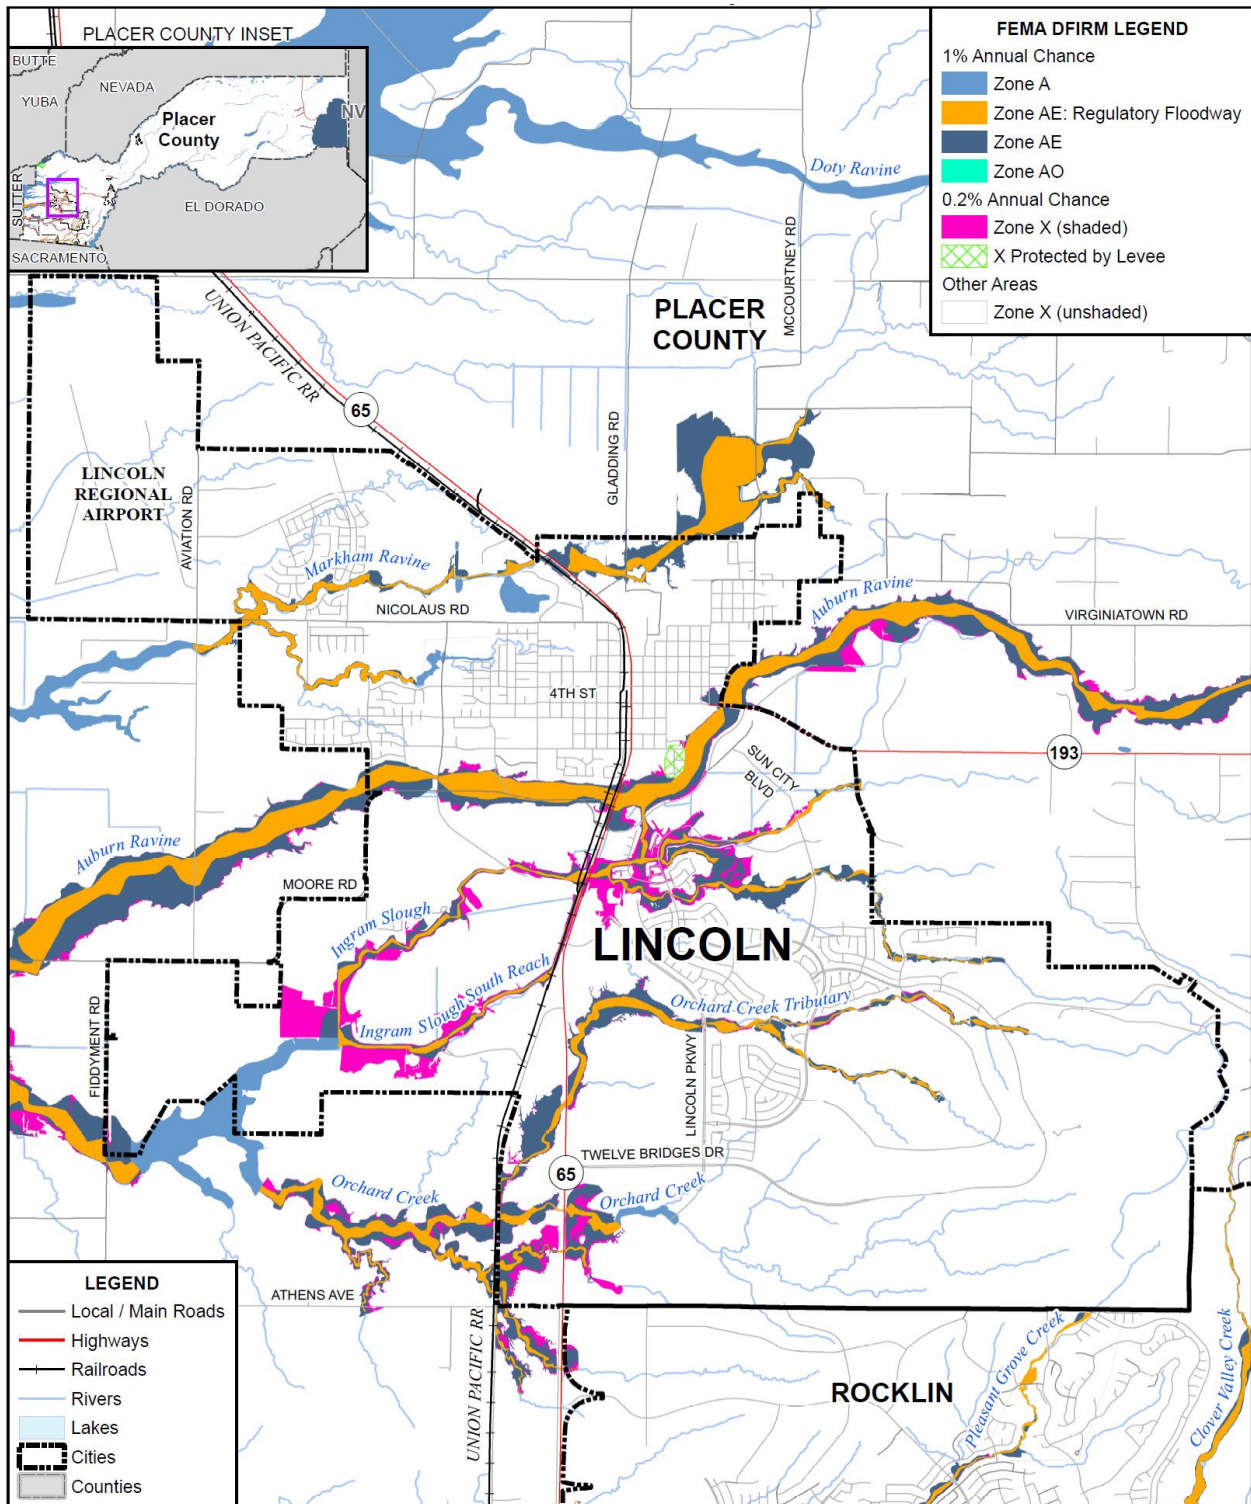 PLACER COUNTY INSET
BUTTE
YUBA
NEVADA
Placer
County
NV
SUTTER
EL DORADO
SACRAMENTO
FEMA DFIRM LEGEND
1% Annual Chance
Zone A
Zone AE: Regulatory Floodway
Zone AE
Zone AO
0.2% Annual Chance
Zone X (shaded)
X Protected by Levee
Other Areas
Zone X (unshaded)
Doty Ravine
MCCOURTNEY RD
UNION PACIFIC RR
PLACER
COUNTY
65
GLADDING RD
LINCOLN
REGIONAL
AIRPORT
AVIATION RD
Markham Ravine
NICOLAUS RD
Auburn Ravine
VIRGINIATOWN RD
4TH ST
SUN CITY
BLVD
193
Auburn Ravine
MOORE RD
Ingram Slough
LINCOLN
Ingram Slough South Reach
Orchard Creek Tributary
FIDDYMENT RD
LINCOLN PKWY
TWELVE BRIDGES DR
65
Orchard Creek
Orchard Creek
ATHENS AVE
UNION PACIFIC RR
ROCKLIN
Pleasant Grove Creek
Clover Valley Creek
LEGEND
Local / Main Roads
Highways
Railroads
Rivers
Lakes
Cities
Counties